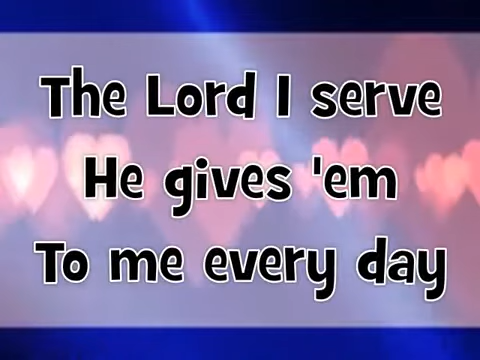 The Lord I serve
He gives 'em
To me every day